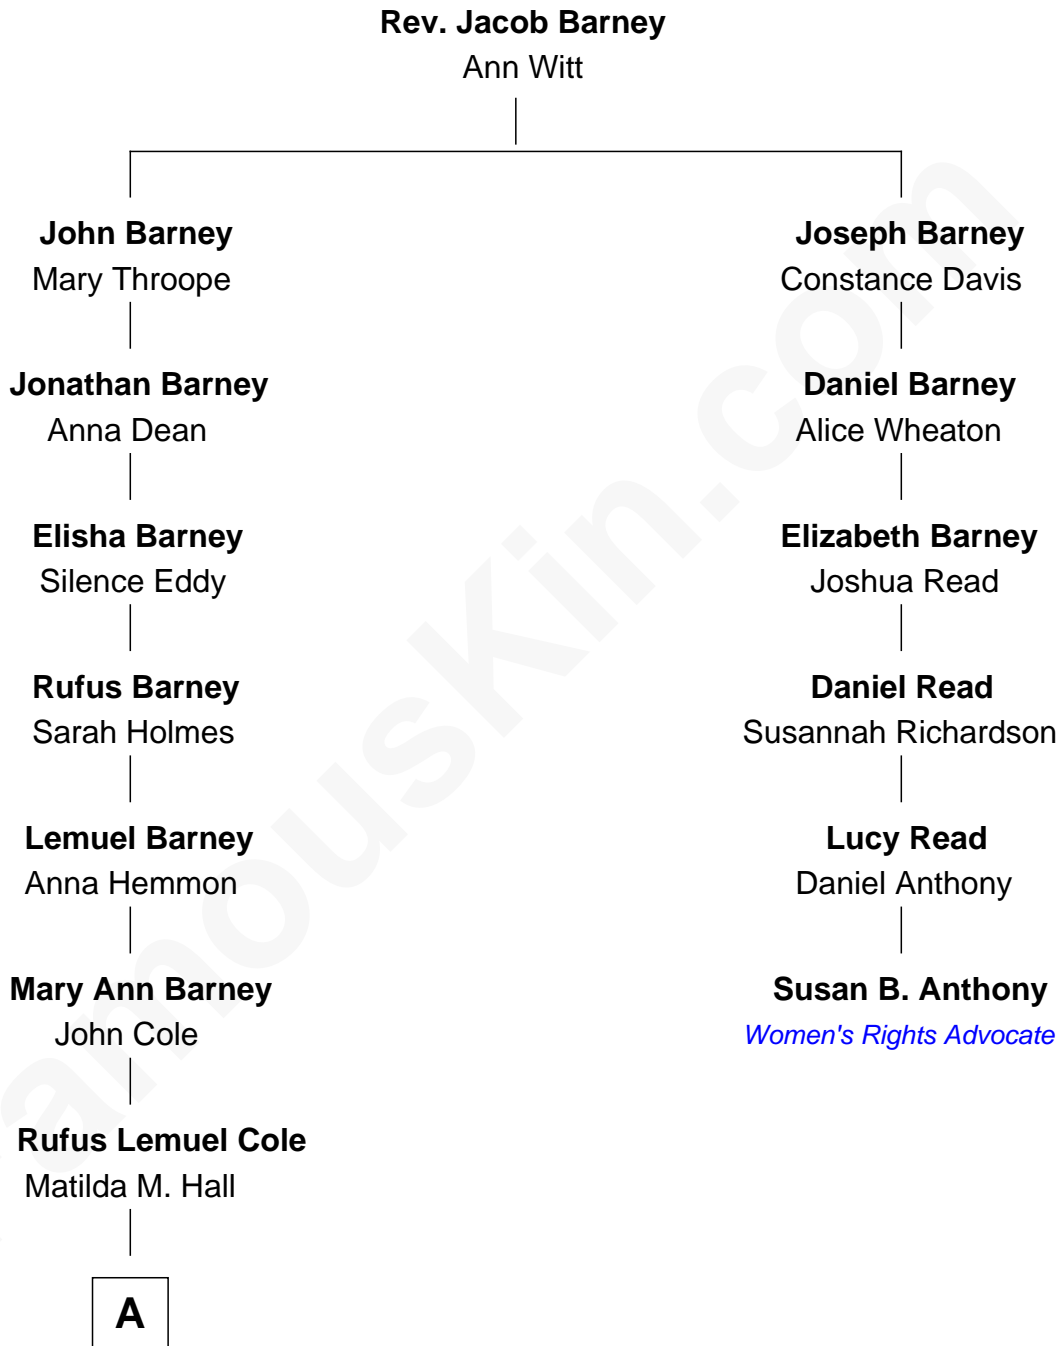 Rev. Jacob Barney
Ann Witt
John Barney
Mary Throope
Joseph Barney
Constance Davis
Jonathan Barney
Anna Dean
Daniel Barney
Alice Wheaton
Elisha Barney
Silence Eddy
Elizabeth Barney
Joshua Read
Rufus Barney
Sarah Holmes
Daniel Read
Susannah Richardson
Lemuel Barney
Anna Hemmon
Lucy Read
Daniel Anthony
Mary Ann Barney
John Cole
Susan B. Anthony
Women's Rights Advocate
Rufus Lemuel Cole
Matilda M. Hall
A
amouskin.com